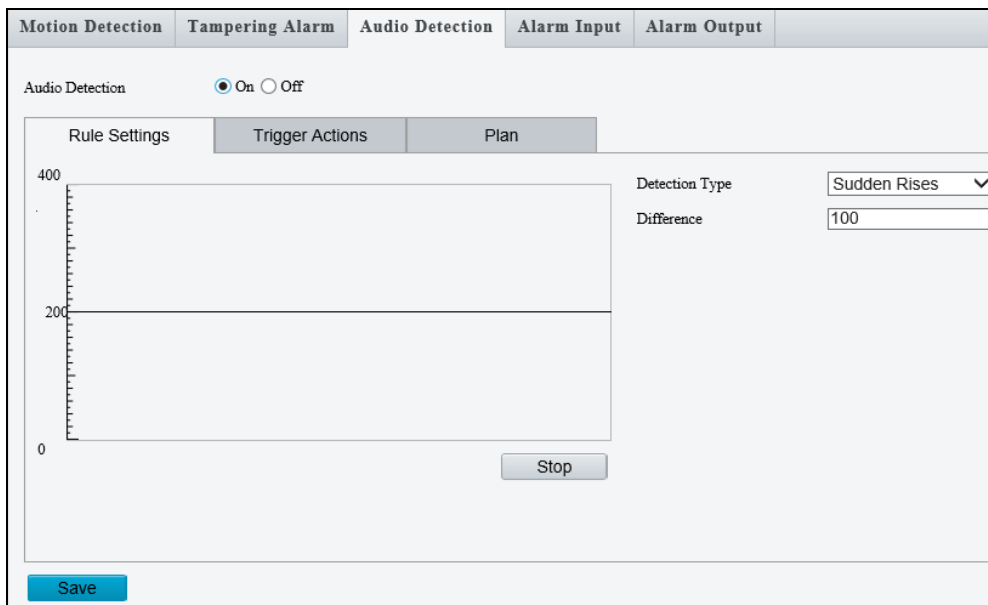 Motion Detection Tampering Alarm Audio Detection Alarm Input Alarm Output
Audio Detection On Off
Rule Settings Trigger Actions Plan
400
Detection Type Sudden Rises
Difference 100
200
0
Stop
Save